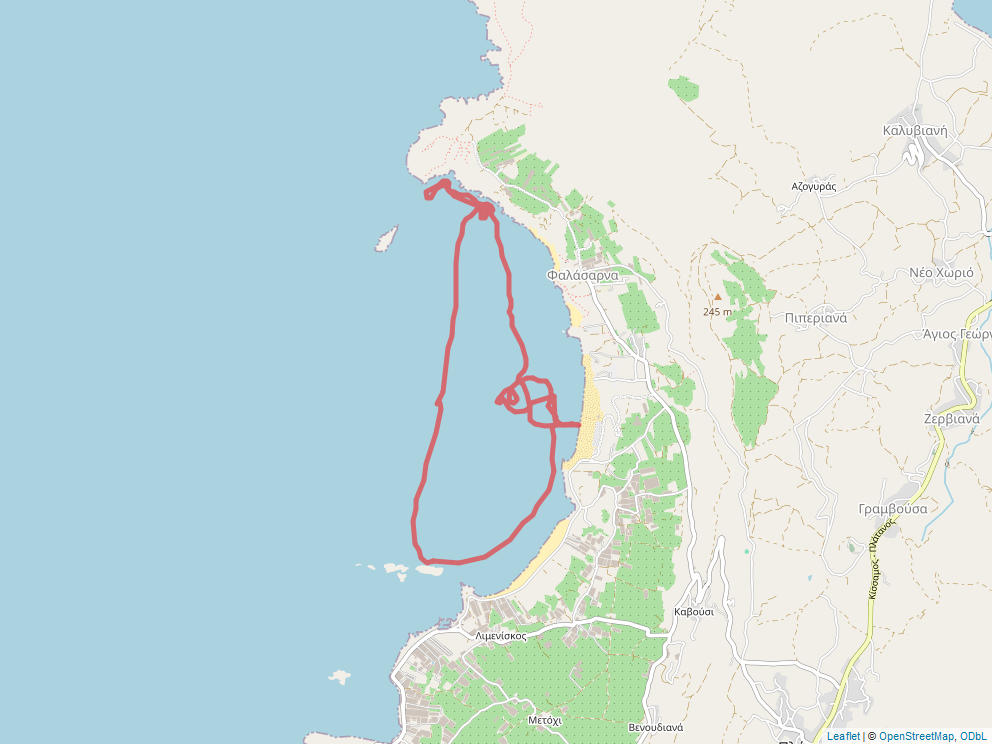 Καλυβιανή
Αζογυράς
Φαλάσαρνα
Νέο Χωριό
245 m
Πιπεριανά
Άγιος Γεώργ
Ζερβιανά
Γραμβούσα
Κίσσαμος - Πλάτανος
Καβούσι
Λιμενίσκος
Μετόχι
Βενουδιανά
Leaflet | © OpenStreetMap, ODbL